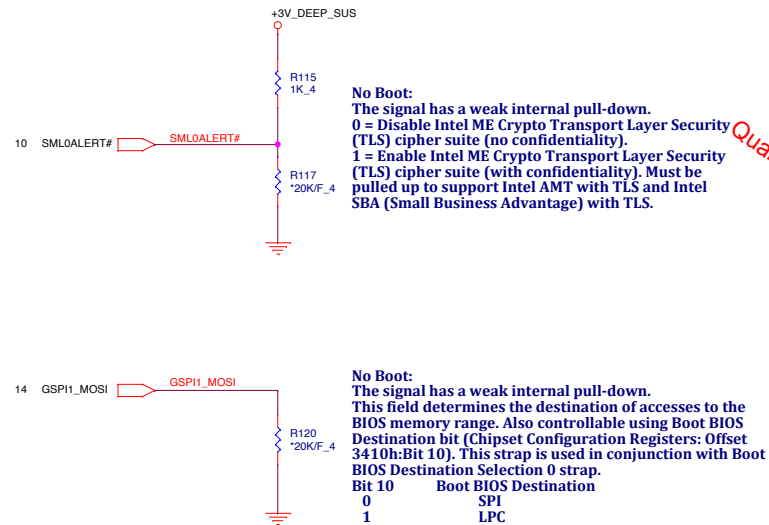 +3V_DEEP_SUS
R115
1K_4
No Boot:
The signal has a weak internal pull-down.
0 = Disable Intel ME Crypto Transport Layer Security
(TLS) cipher suite (no confidentiality).
1 = Enable Intel ME Crypto Transport Layer Security
(TLS) cipher suite (with confidentiality). Must be
pulled up to support Intel AMT with TLS and Intel
SBA (Small Business Advantage) with TLS.
10 SML0ALERT# SML0ALERT#
R117
*20K/F_4
No Boot:
The signal has a weak internal pull-down.
This field determines the destination of accesses to the
BIOS memory range. Also controllable using Boot BIOS
Destination bit (Chipset Configuration Registers: Offset
3410h:Bit 10). This strap is used in conjunction with Boot
BIOS Destination Selection 0 strap.
Bit 10 Boot BIOS Destination
0 SPI
1 LPC
14 GSPI1_MOSI GSPI1_MOSI
R120
*20K/F_4